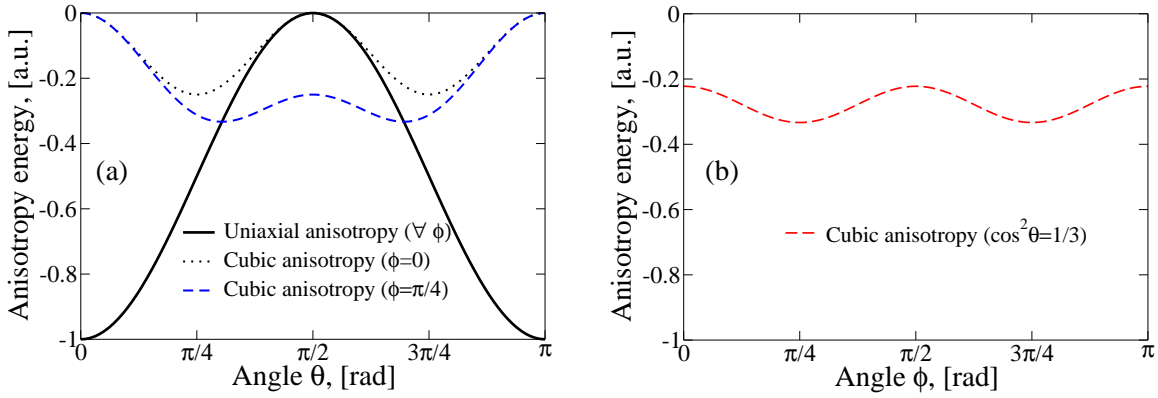 0
-0.2
-0.4
-0.6
-0.8
-1
Anisotropy energy, [a.u.]
(a)
Uniaxial anisotropy (∀ ϕ)
Cubic anisotropy (ϕ=0)
Cubic anisotropy (ϕ=π/4)
0
π/4
π/2
3π/4
π
Angle θ, [rad]
0
-0.2
-0.4
-0.6
-0.8
-1
Anisotropy energy, [a.u.]
(b)
Cubic anisotropy (cos²θ=1/3)
0
π/4
π/2
3π/4
π
Angle ϕ, [rad]